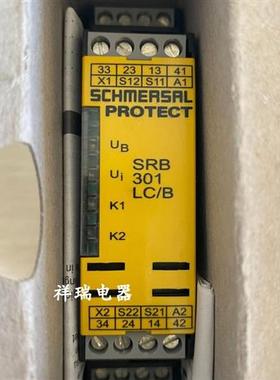 33 23 13 41
X1 S12 S11 A1
SCHMERSAL
PROTECT
UB
Ui
K1
K2
SRB
301
LC/B
祥瑞电器
X2 S22 S21 A2
34 24 14 42